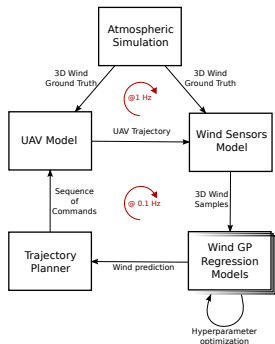 Atmospheric
Simulation
3D Wind
Ground Truth
3D Wind
Ground Truth
@1 Hz
UAV Model
UAV Trajectory
Wind Sensors
Model
Sequence
of
Commands
@ 0.1 Hz
3D Wind
Samples
Trajectory
Planner
Wind prediction
Wind GP
Regression
Models
Hyperparameter
optimization